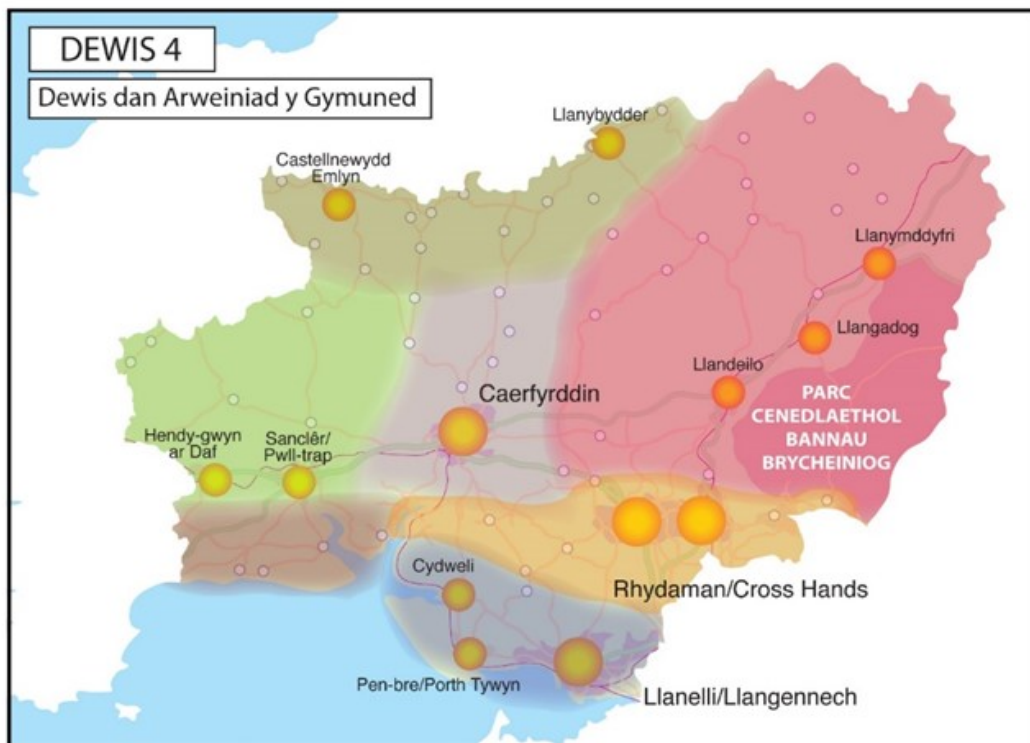 DEWIS 4
Dewis dan Arweiniad y Gymuned
Llanybydder
Castellnewydd
Emlyn
Llanymddyfri
Llangadog
Llandeilo
Caerfyrddin
PARC
CENEDLAETHOL
BANNAU
BRYCHEINIOG
Hendy-gwyn
ar Daf
Sanclêr/
Pwll-trap
Cydweli
Rhydaman/Cross Hands
Pen-bre/Porth Tywyn
Llanelli/Llangennech